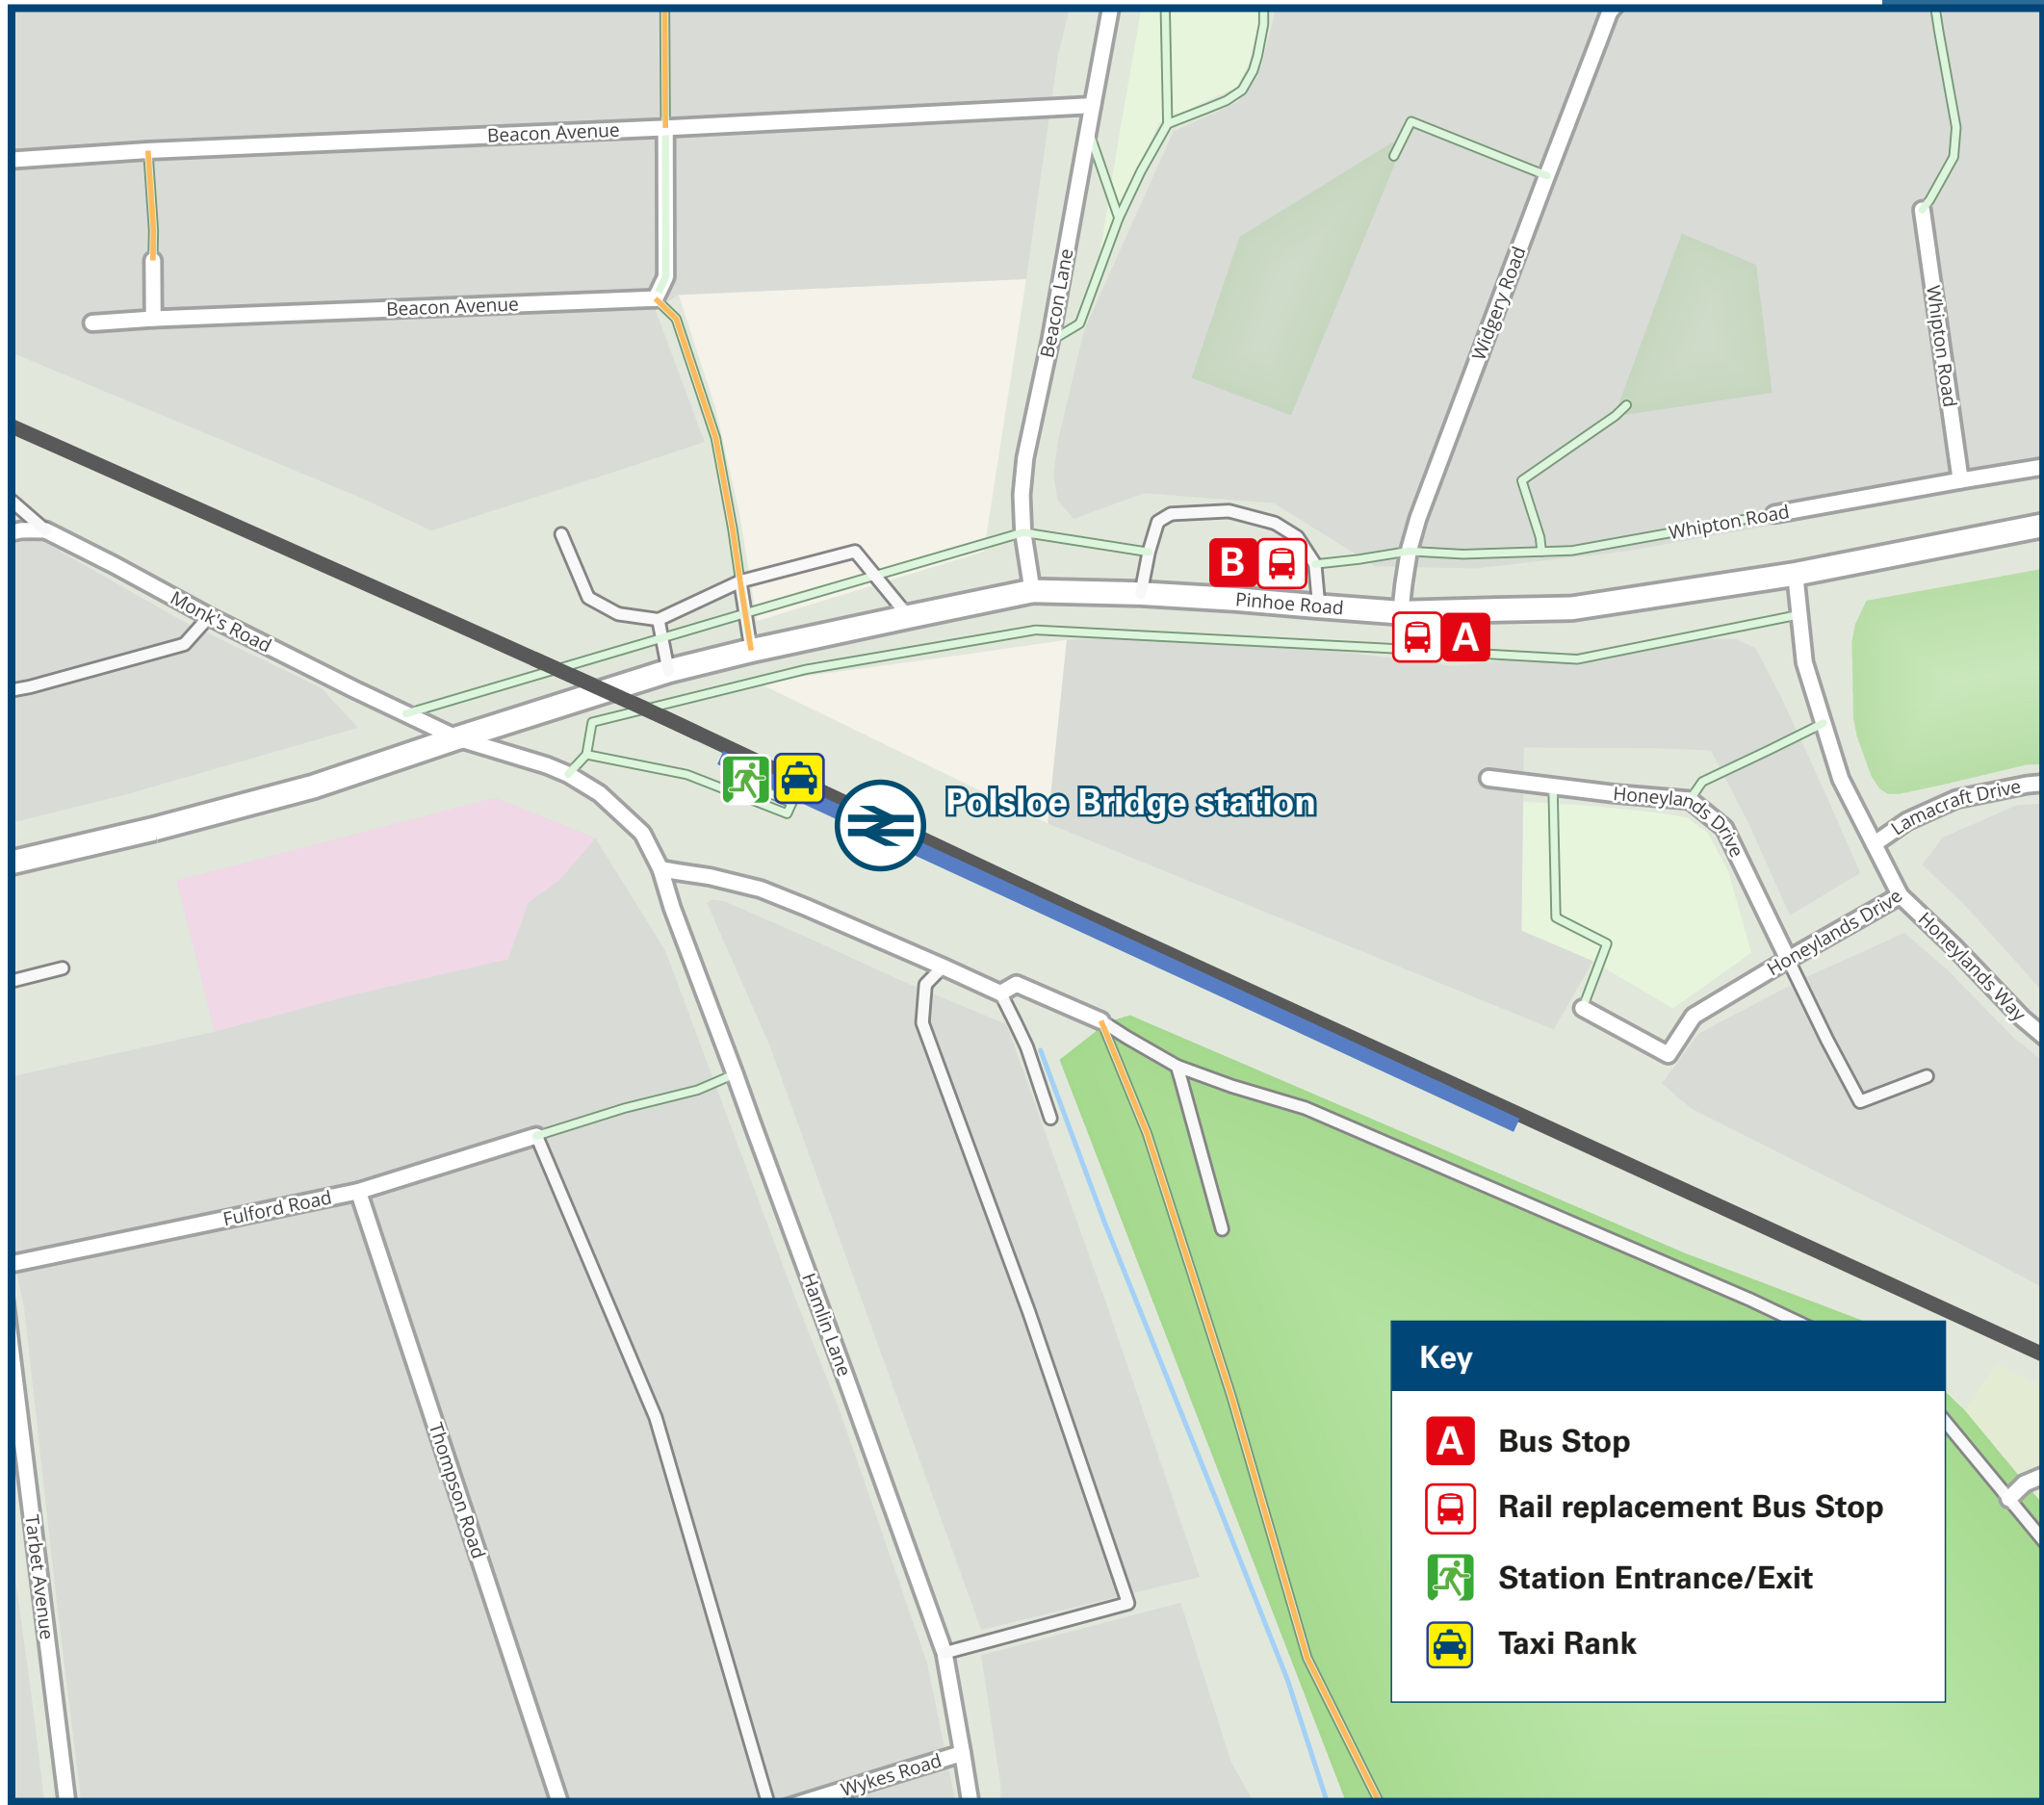 Beacon Avenue
Beacon Avenue
Beacon Lane
Widgery Road
Whipton Road
Whipton Road
Monk's Road
B
Pinhoe Road
A
Polsloe Bridge station
Honeylands Drive
Lamacraft Drive
Honeylands Drive
Honeylands Way
Fulford Road
Hamlin Lane
Thompson Road
Tarbet Avenue
Wykes Road
Key
A Bus Stop
Rail replacement Bus Stop
Station Entrance/Exit
Taxi Rank